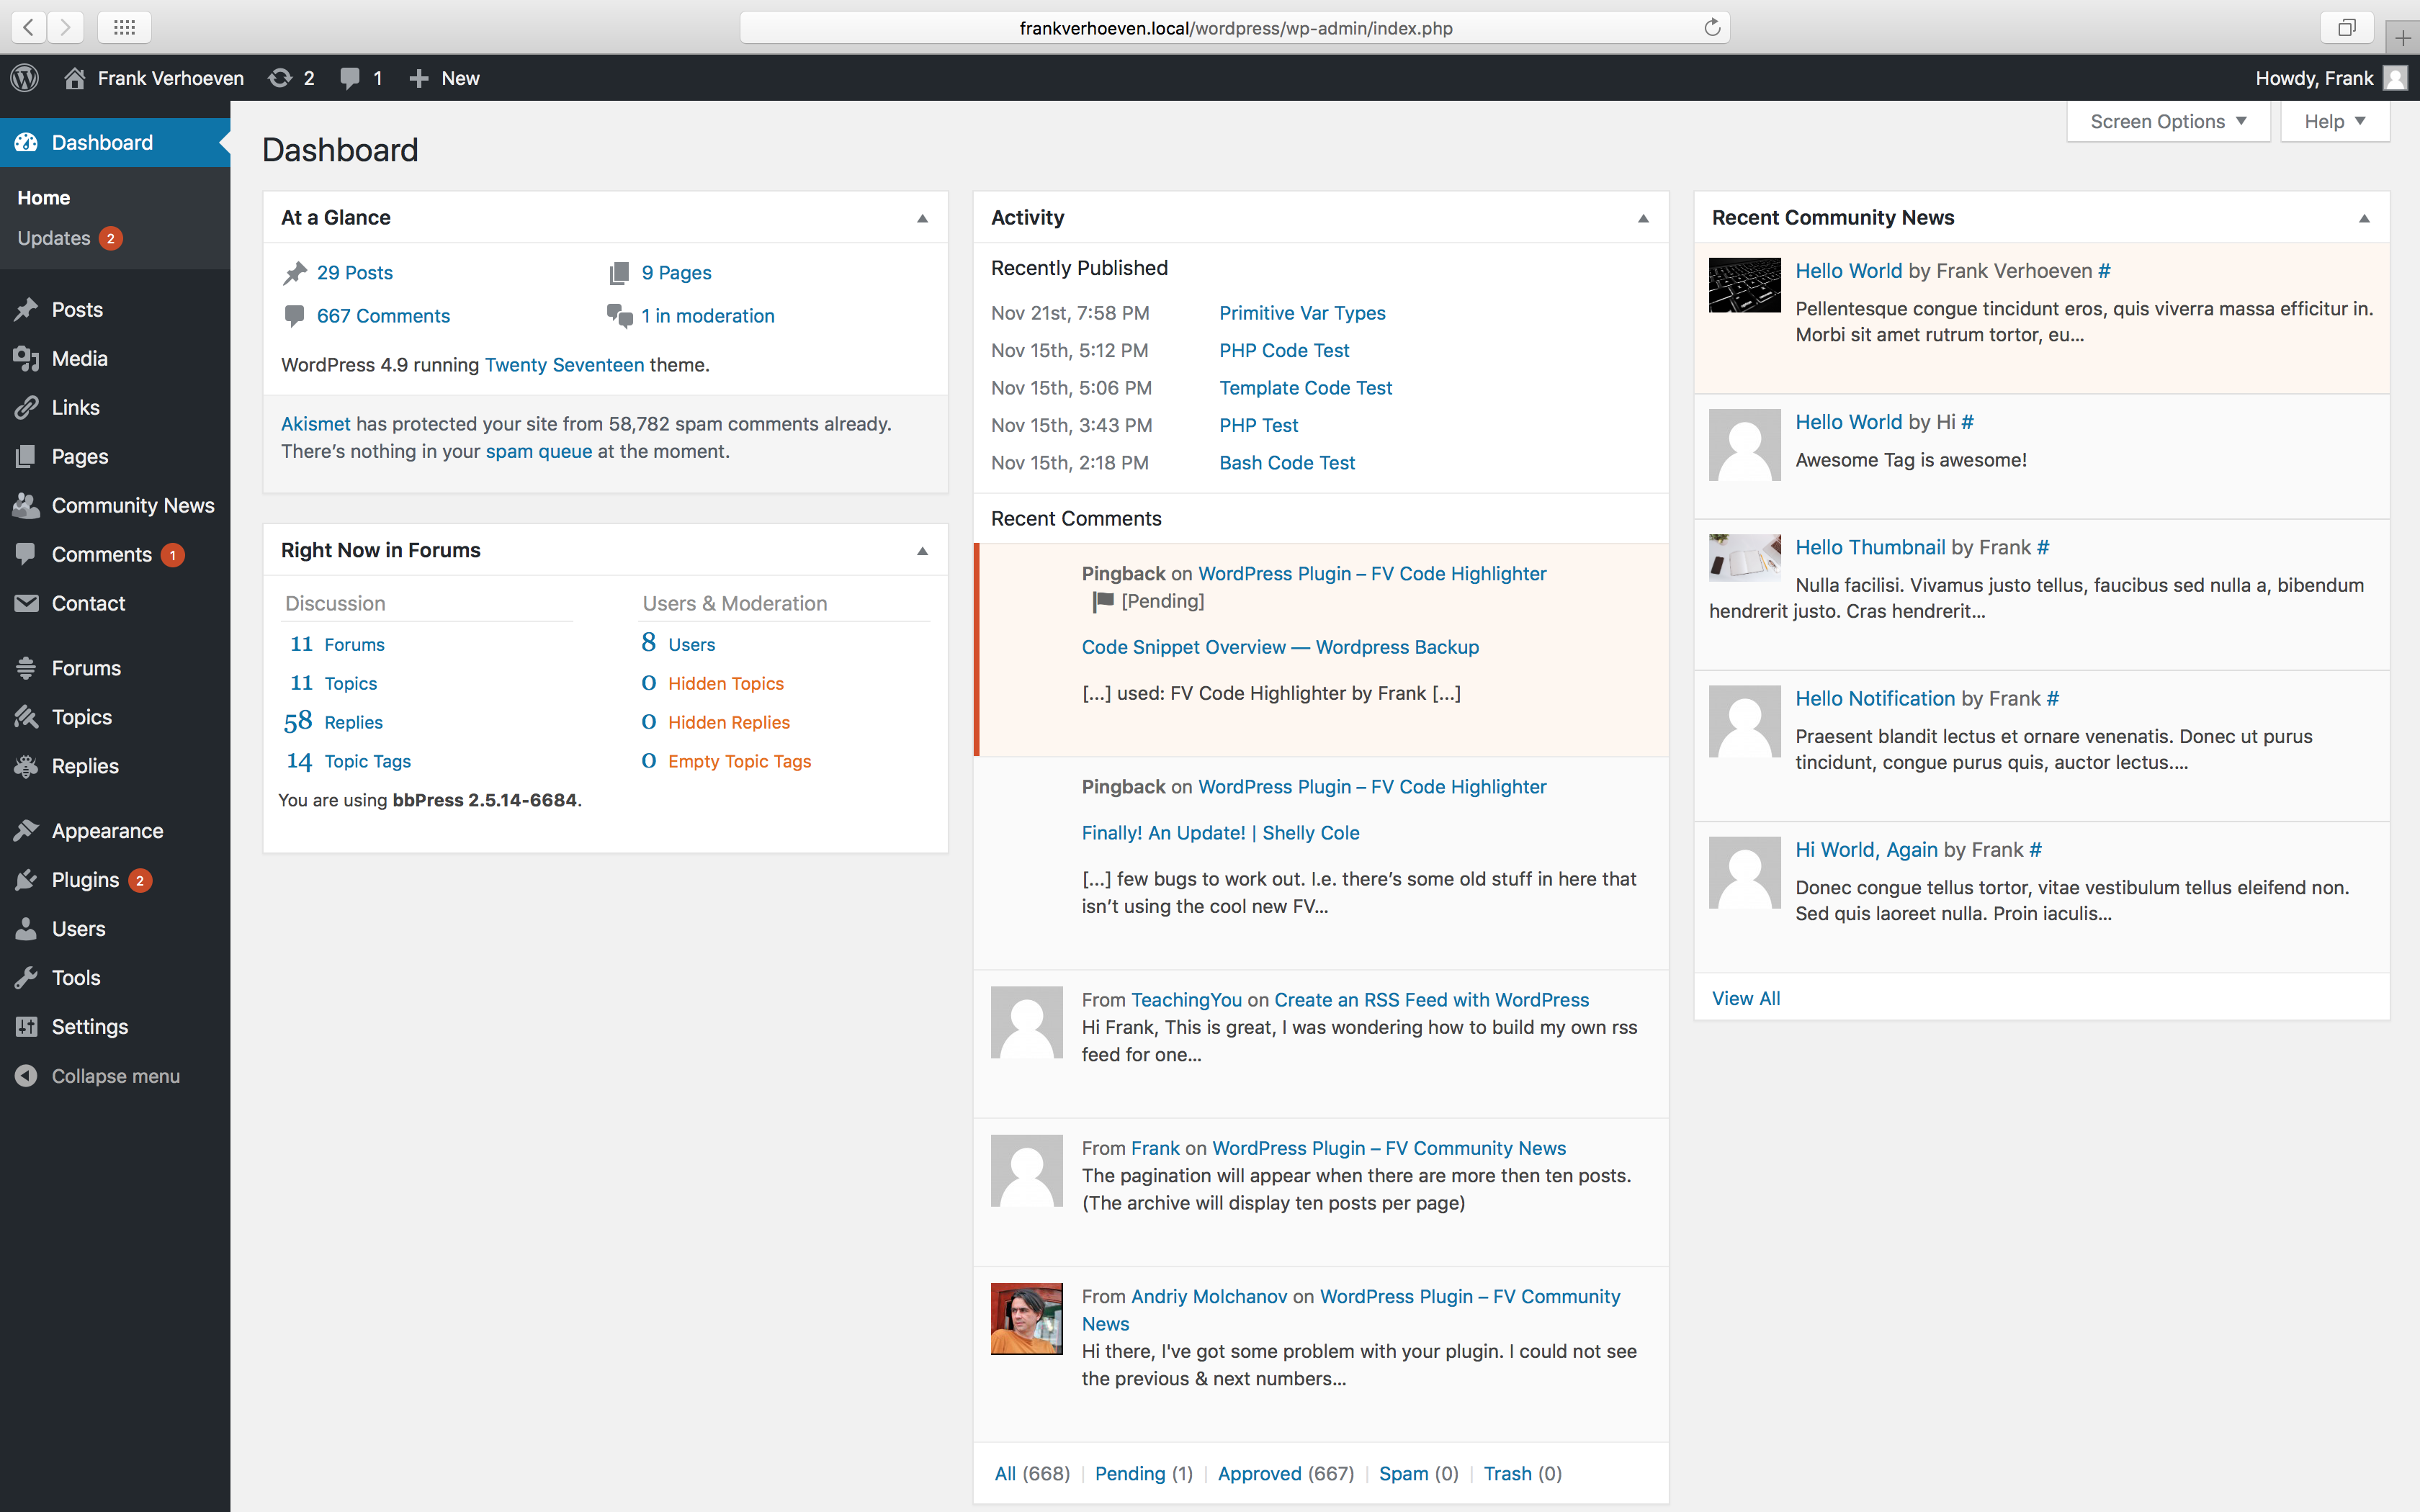 frankverhoeven.local/wordpress/wp-admin/index.php
Frank Verhoeven 2 1 New
Howdy, Frank
Dashboard
Home
Updates 2
Posts
Media
Links
Pages
Community News
Comments 1
Contact
Forums
Topics
Replies
Appearance
Plugins 2
Users
Tools
Settings
Collapse menu
Screen Options
Help
Dashboard
At a Glance
29 Posts
9 Pages
667 Comments
1 in moderation
WordPress 4.9 running Twenty Seventeen theme.
Akismet has protected your site from 58,782 spam comments already.
There’s nothing in your spam queue at the moment.
Right Now in Forums
Discussion
11 Forums
11 Topics
58 Replies
14 Topic Tags
Users & Moderation
8 Users
0 Hidden Topics
0 Hidden Replies
0 Empty Topic Tags
You are using bbPress 2.5.14-6684.
Activity
Recently Published
Nov 21st, 7:58 PM Primitive Var Types
Nov 15th, 5:12 PM PHP Code Test
Nov 15th, 5:06 PM Template Code Test
Nov 15th, 3:43 PM PHP Test
Nov 15th, 2:18 PM Bash Code Test
Recent Comments
Pingback on WordPress Plugin – FV Code Highlighter
[Pending]
Code Snippet Overview — Wordpress Backup
[…] used: FV Code Highlighter by Frank […]
Pingback on WordPress Plugin – FV Code Highlighter
Finally! An Update! | Shelly Cole
[…] few bugs to work out. I.e. there’s some old stuff in here that
isn’t using the cool new FV…
From TeachingYou on Create an RSS Feed with WordPress
Hi Frank, This is great, I was wondering how to build my own rss
feed for one…
From Frank on WordPress Plugin – FV Community News
The pagination will appear when there are more then ten posts.
(The archive will display ten posts per page)
From Andriy Molchanov on WordPress Plugin – FV Community
News
Hi there, I've got some problem with your plugin. I could not see
the previous & next numbers…
All (668) | Pending (1) | Approved (667) | Spam (0) | Trash (0)
Recent Community News
Hello World by Frank Verhoeven #
Pellentesque congue tincidunt eros, quis viverra massa efficitur in.
Morbi sit amet rutrum tortor, eu…
Hello World by Hi #
Awesome Tag is awesome!
Hello Thumbnail by Frank #
Nulla facilisi. Vivamus justo tellus, faucibus sed nulla a, bibendum
hendrerit justo. Cras hendrerit…
Hello Notification by Frank #
Praesent blandit lectus et ornare venenatis. Donec ut purus
tincidunt, congue purus quis, auctor lectus.…
Hi World, Again by Frank #
Donec congue tellus tortor, vitae vestibulum tellus eleifend non.
Sed quis laoreet nulla. Proin iaculis…
View All